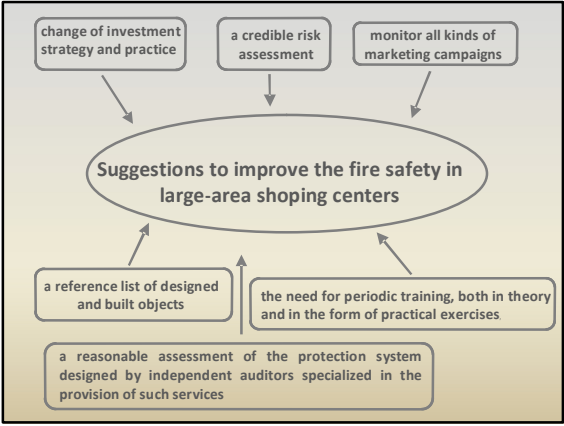 change of investment
strategy and practice
a credible risk
assessment
monitor all kinds of
marketing campaigns
Suggestions to improve the fire safety in
large-area shoping centers
a reference list of designed
and built objects
the need for periodic training, both in theory
and in the form of practical exercises.
a reasonable assessment of the protection system
designed by independent auditors specialized in the
provision of such services